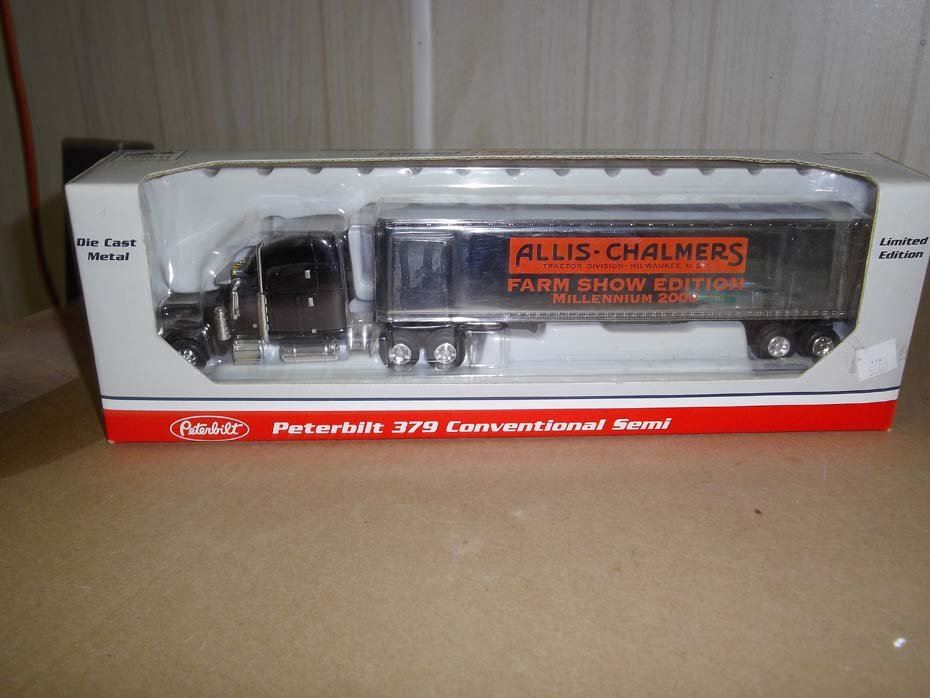 Die Cast
Metal
Limited
Edition
ALLIS-CHALMERS
TRACTOR DIVISION-MILWAUKEE, U.S.A.
FARM SHOW EDITION
MILLENNIUM 2000
Peterbilt
Peterbilt 379 Conventional Semi